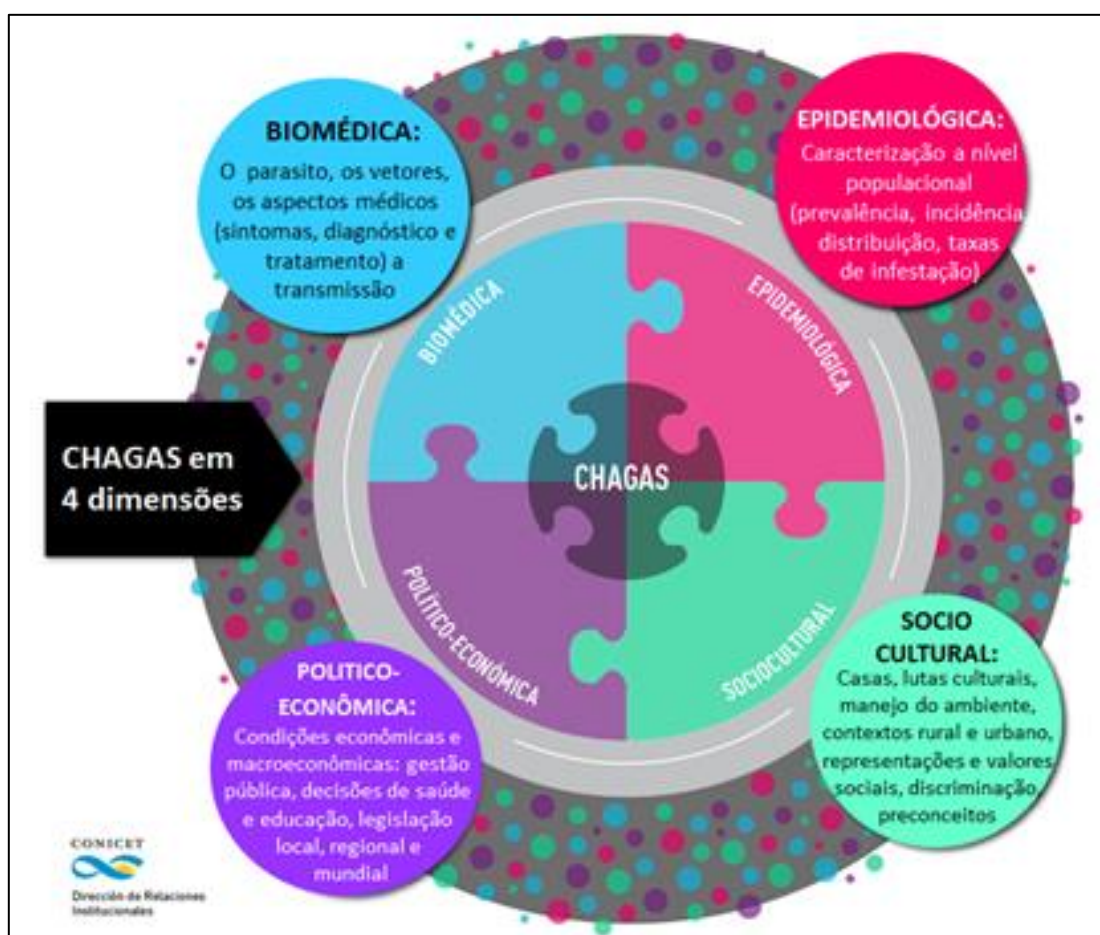 BIOMÉDICA:
O parasito, os vetores,
os aspectos médicos
(sintomas, diagnóstico e
tratamento) a
transmissão
EPIDEMIOLÓGICA:
Caracterização a nível
populacional
(prevalência, incidência,
distribuição, taxas
de infestação)
BIOMÉDICA
EPIDEMIOLÓGICA
CHAGAS em
4 dimensões
CHAGAS
POLÍTICO-ECONÓMICA
SOCIOCULTURAL
POLITICO-
ECONÔMICA:
Condições econômicas e
macroeconômicas: gestão
pública, decisões de saúde
e educação, legislação
local, regional e
mundial
SOCIO
CULTURAL:
Casas, lutas culturais,
manejo do ambiente,
contextos rural e urbano,
representações e valores
sociais, discriminação,
preconceitos
CONICET
Dirección de Relaciones
Institucionales